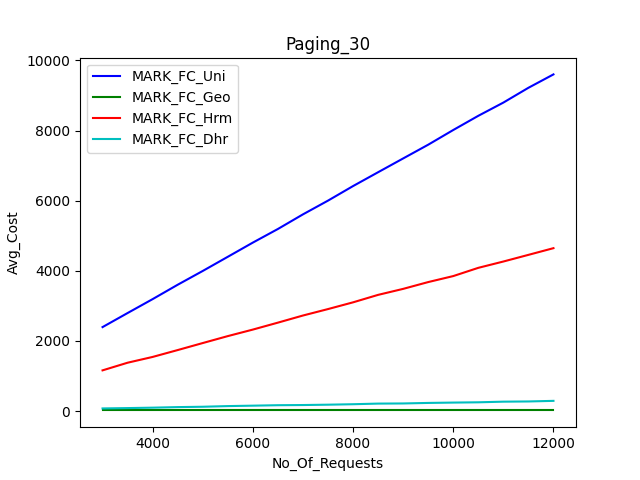 Paging_30
MARK_FC_Uni
MARK_FC_Geo
MARK_FC_Hrm
MARK_FC_Dhr
Avg_Cost
10000
8000
6000
4000
2000
0
4000 6000 8000 10000 12000
No_Of_Requests